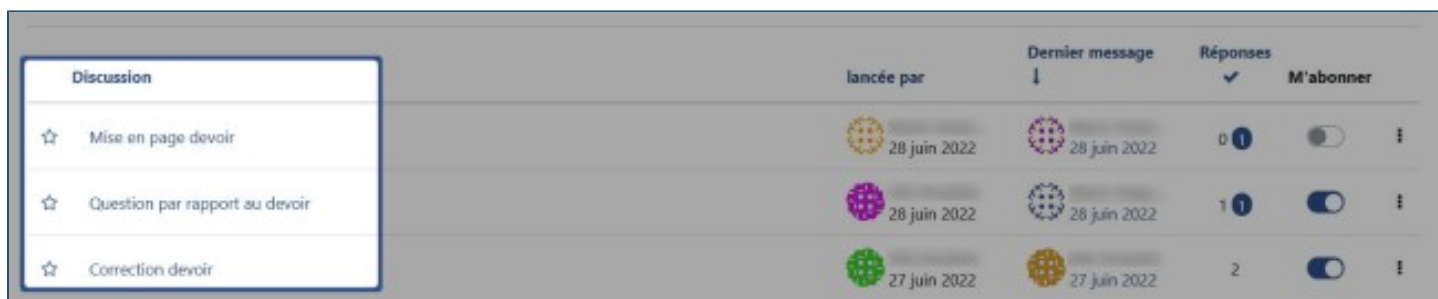 Discussion lancée par Dernier message Réponses M'abonner
Mise en page devoir 28 juin 2022 28 juin 2022 0 1
Question par rapport au devoir 28 juin 2022 28 juin 2022 1 1
Correction devoir 27 juin 2022 27 juin 2022 2